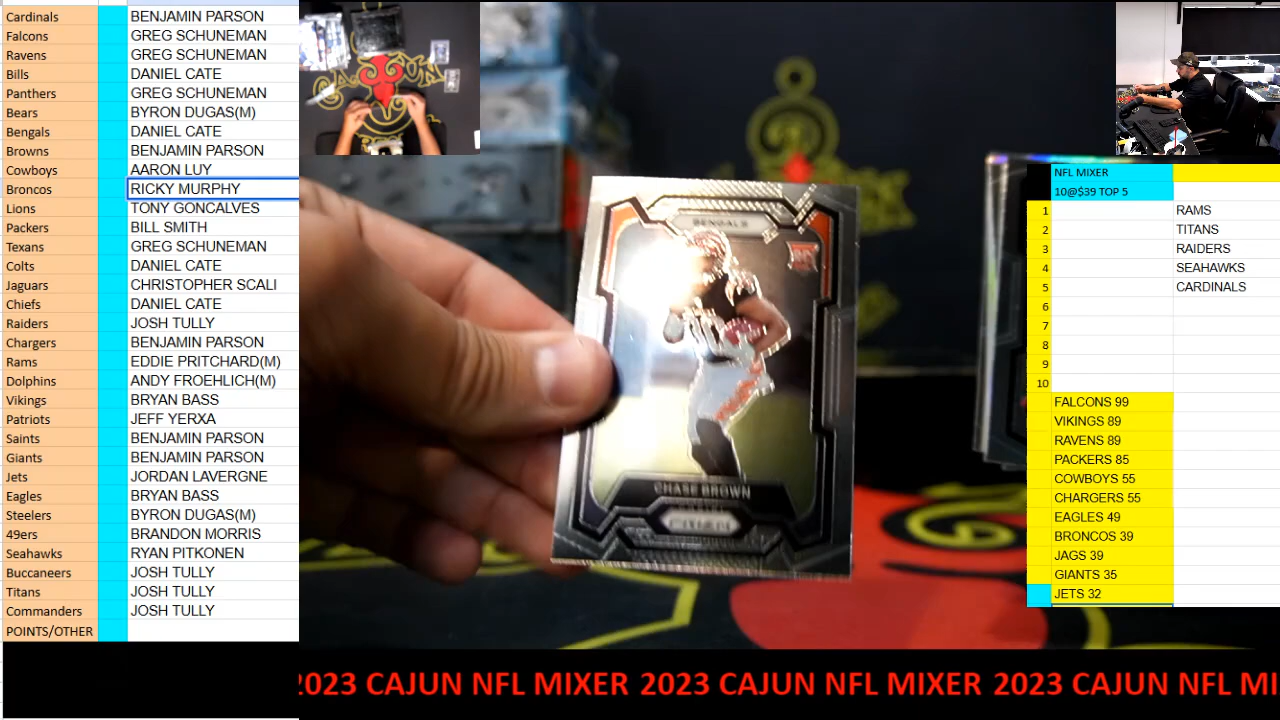 Cardinals BENJAMIN PARSON
Falcons GREG SCHUNEMAN
Ravens GREG SCHUNEMAN
Bills DANIEL CATE
Panthers GREG SCHUNEMAN
Bears BYRON DUGAS(M)
Bengals DANIEL CATE
Browns BENJAMIN PARSON
Cowboys AARON LUY
Broncos RICKY MURPHY
Lions TONY GONCALVES
Packers BILL SMITH
Texans GREG SCHUNEMAN
Colts DANIEL CATE
Jaguars CHRISTOPHER SCALI
Chiefs DANIEL CATE
Raiders JOSH TULLY
Chargers BENJAMIN PARSON
Rams EDDIE PRITCHARD(M)
Dolphins ANDY FROEHLICH(M)
Vikings BRYAN BASS
Patriots JEFF YERXA
Saints BENJAMIN PARSON
Giants BENJAMIN PARSON
Jets JORDAN LAVERGNE
Eagles BRYAN BASS
Steelers BYRON DUGAS(M)
49ers BRANDON MORRIS
Seahawks RYAN PITKONEN
Buccaneers JOSH TULLY
Titans JOSH TULLY
Commanders JOSH TULLY
POINTS/OTHER
CAJUN
BENGALS
RC
CHASE BROWN
PRIZM
NFL MIXER
10@$39 TOP 5
1 RAMS
2 TITANS
3 RAIDERS
4 SEAHAWKS
5 CARDINALS
6
7
8
9
10
FALCONS 99
VIKINGS 89
RAVENS 89
PACKERS 85
COWBOYS 55
CHARGERS 55
EAGLES 49
BRONCOS 39
JAGS 39
GIANTS 35
JETS 32
2023 CAJUN NFL MIXER 2023 CAJUN NFL MIXER 2023 CAJUN NFL MI